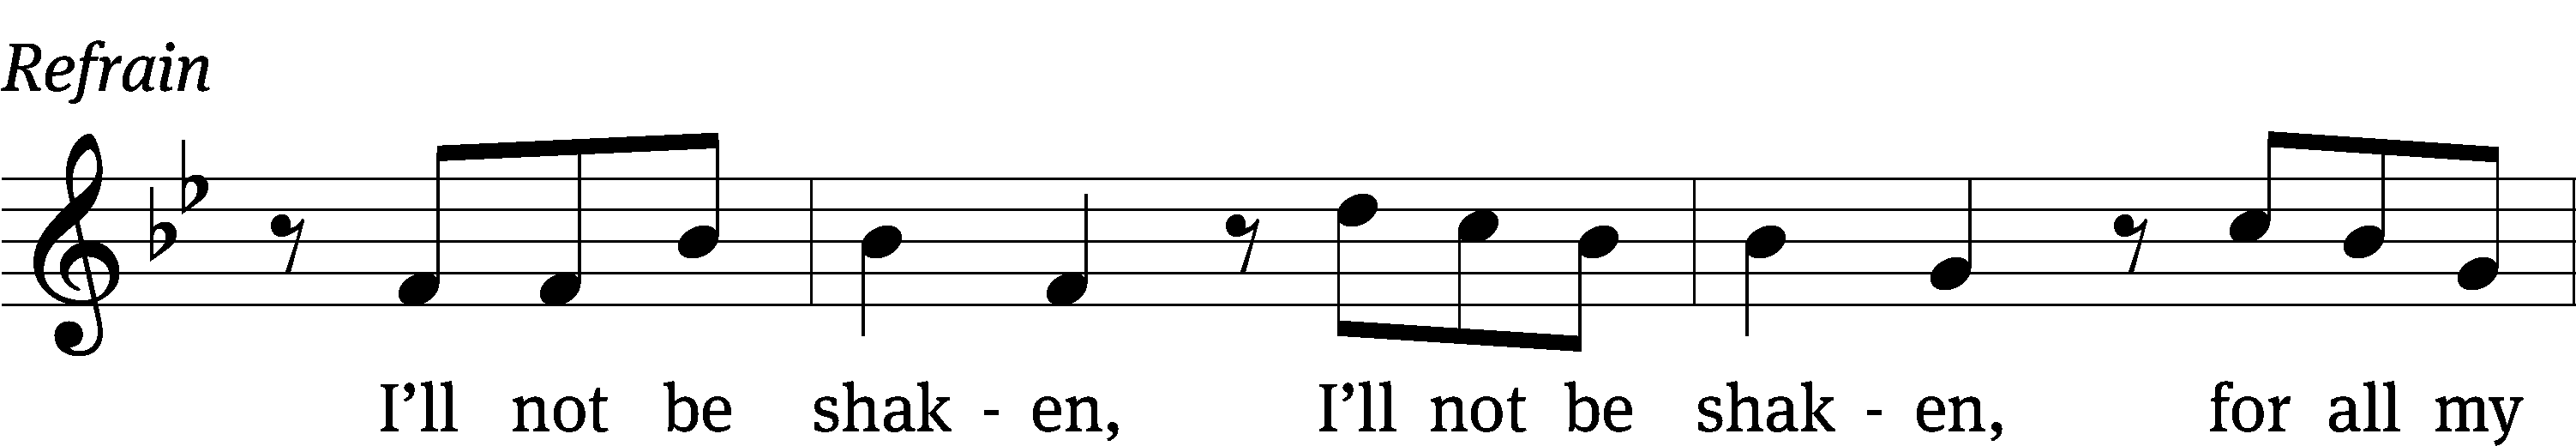 Refrain
I’ll not be shak - en, I’ll not be shak - en, for all my